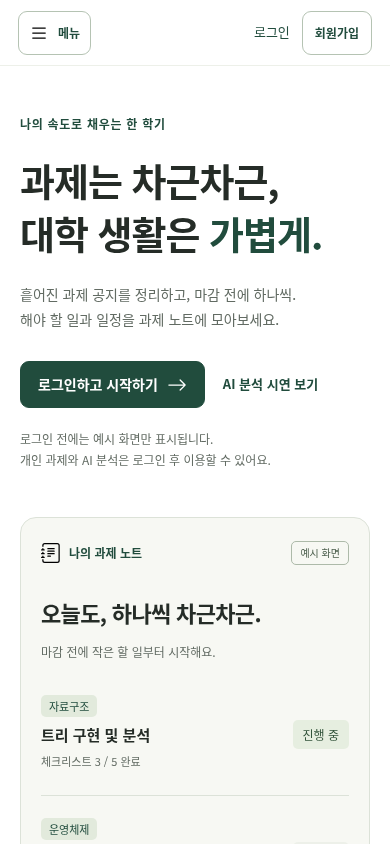 메뉴
로그인
회원가입
나의 속도로 채우는 한 학기
과제는 차근차근,
대학 생활은 가볍게.
흩어진 과제 공지를 정리하고, 마감 전에 하나씩.
해야 할 일과 일정을 과제 노트에 모아보세요.
로그인하고 시작하기
AI 분석 시연 보기
로그인 전에는 예시 화면만 표시됩니다.
개인 과제와 AI 분석은 로그인 후 이용할 수 있어요.
나의 과제 노트
예시 화면
오늘도, 하나씩 차근차근.
마감 전에 작은 할 일부터 시작해요.
자료구조
트리 구현 및 분석
진행 중
체크리스트 3 / 5 완료
운영체제